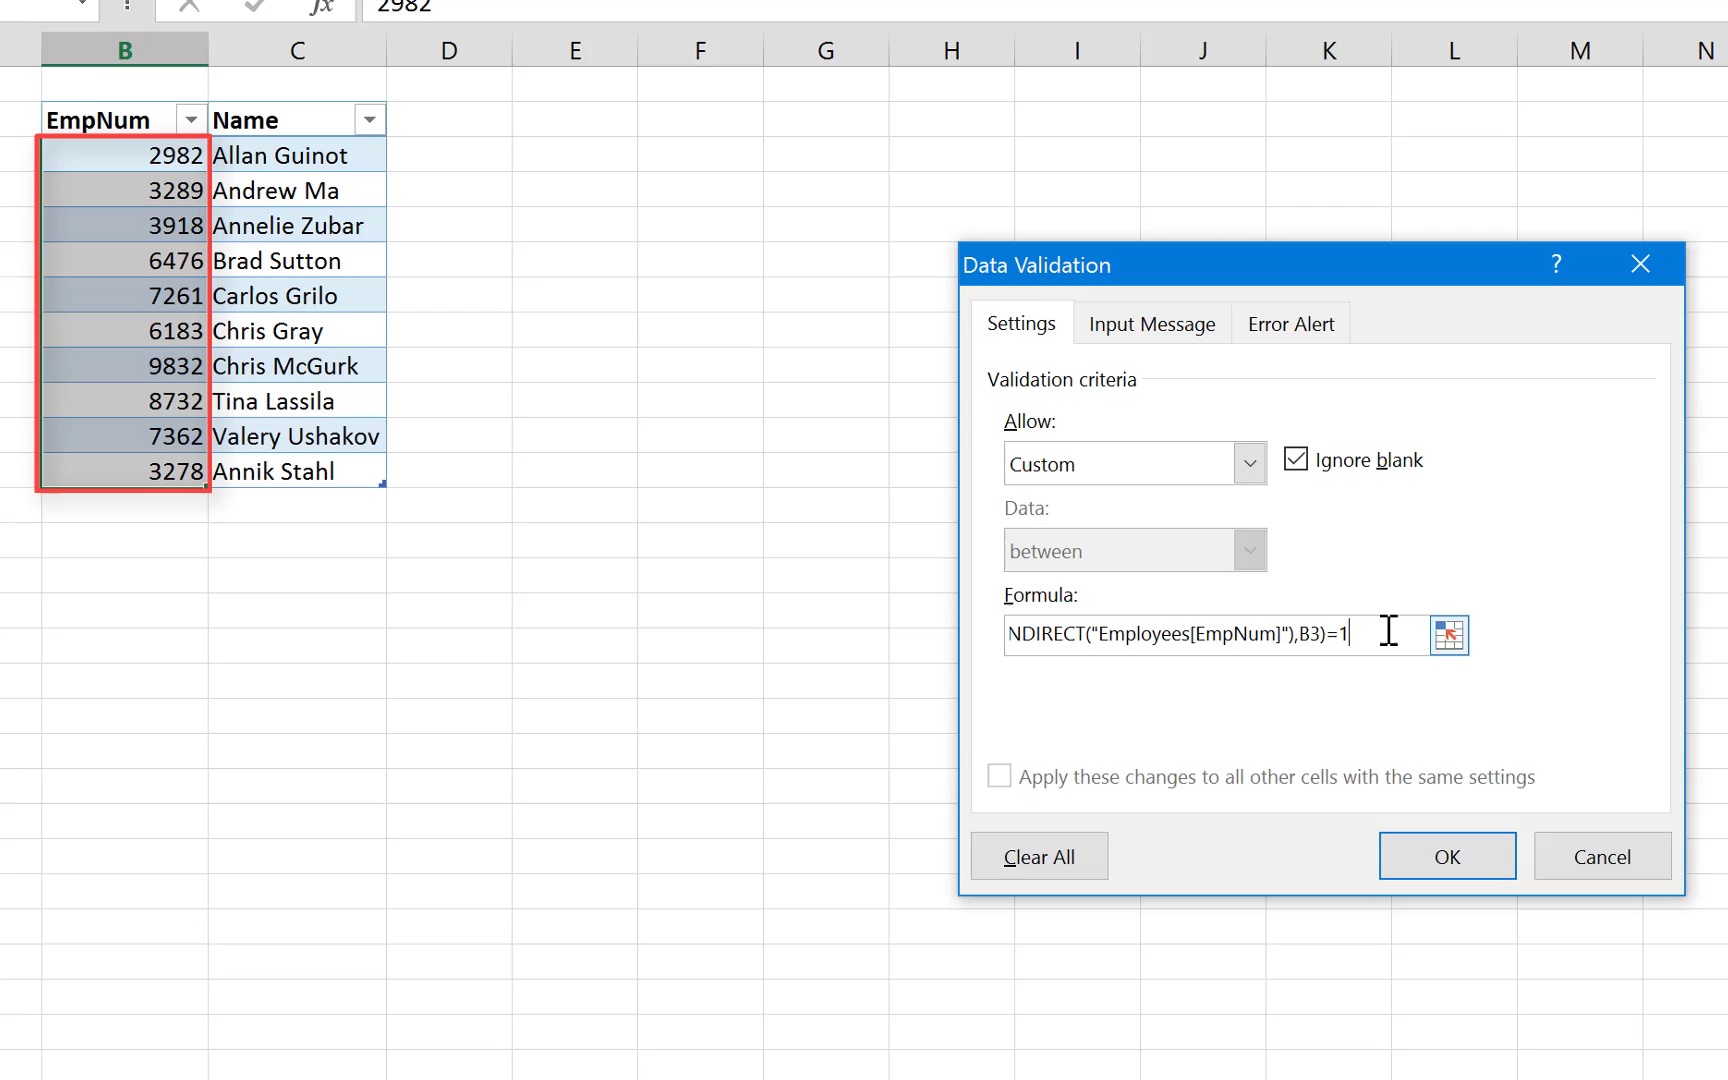 fx 2982
B C D E F G H I J K L M N
EmpNum Name
2982 Allan Guinot
3289 Andrew Ma
3918 Annelie Zubar
6476 Brad Sutton
7261 Carlos Grilo
6183 Chris Gray
9832 Chris McGurk
8732 Tina Lassila
7362 Valery Ushakov
3278 Annik Stahl
Data Validation ?
Settings Input Message Error Alert
Validation criteria
Allow:
Custom Ignore blank
Data:
between
Formula:
NDIRECT("Employees[EmpNum]"),B3)=1
Apply these changes to all other cells with the same settings
Clear All OK Cancel